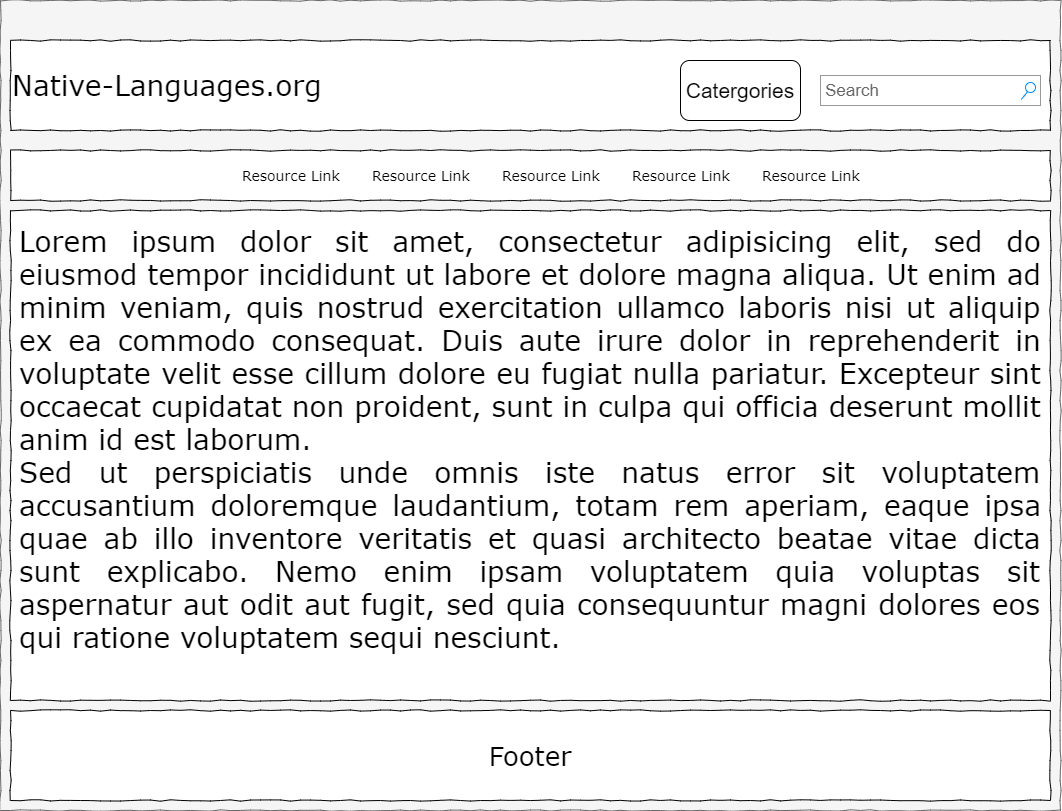 Native-Languages.org
Catergories
Search
Resource Link Resource Link Resource Link Resource Link Resource Link
Lorem ipsum dolor sit amet, consectetur adipisicing elit, sed do
eiusmod tempor incididunt ut labore et dolore magna aliqua. Ut enim ad
minim veniam, quis nostrud exercitation ullamco laboris nisi ut aliquip
ex ea commodo consequat. Duis aute irure dolor in reprehenderit in
voluptate velit esse cillum dolore eu fugiat nulla pariatur. Excepteur sint
occaecat cupidatat non proident, sunt in culpa qui officia deserunt mollit
anim id est laborum.
Sed ut perspiciatis unde omnis iste natus error sit voluptatem
accusantium doloremque laudantium, totam rem aperiam, eaque ipsa
quae ab illo inventore veritatis et quasi architecto beatae vitae dicta
sunt explicabo. Nemo enim ipsam voluptatem quia voluptas sit
aspernatur aut odit aut fugit, sed quia consequuntur magni dolores eos
qui ratione voluptatem sequi nesciunt.
Footer